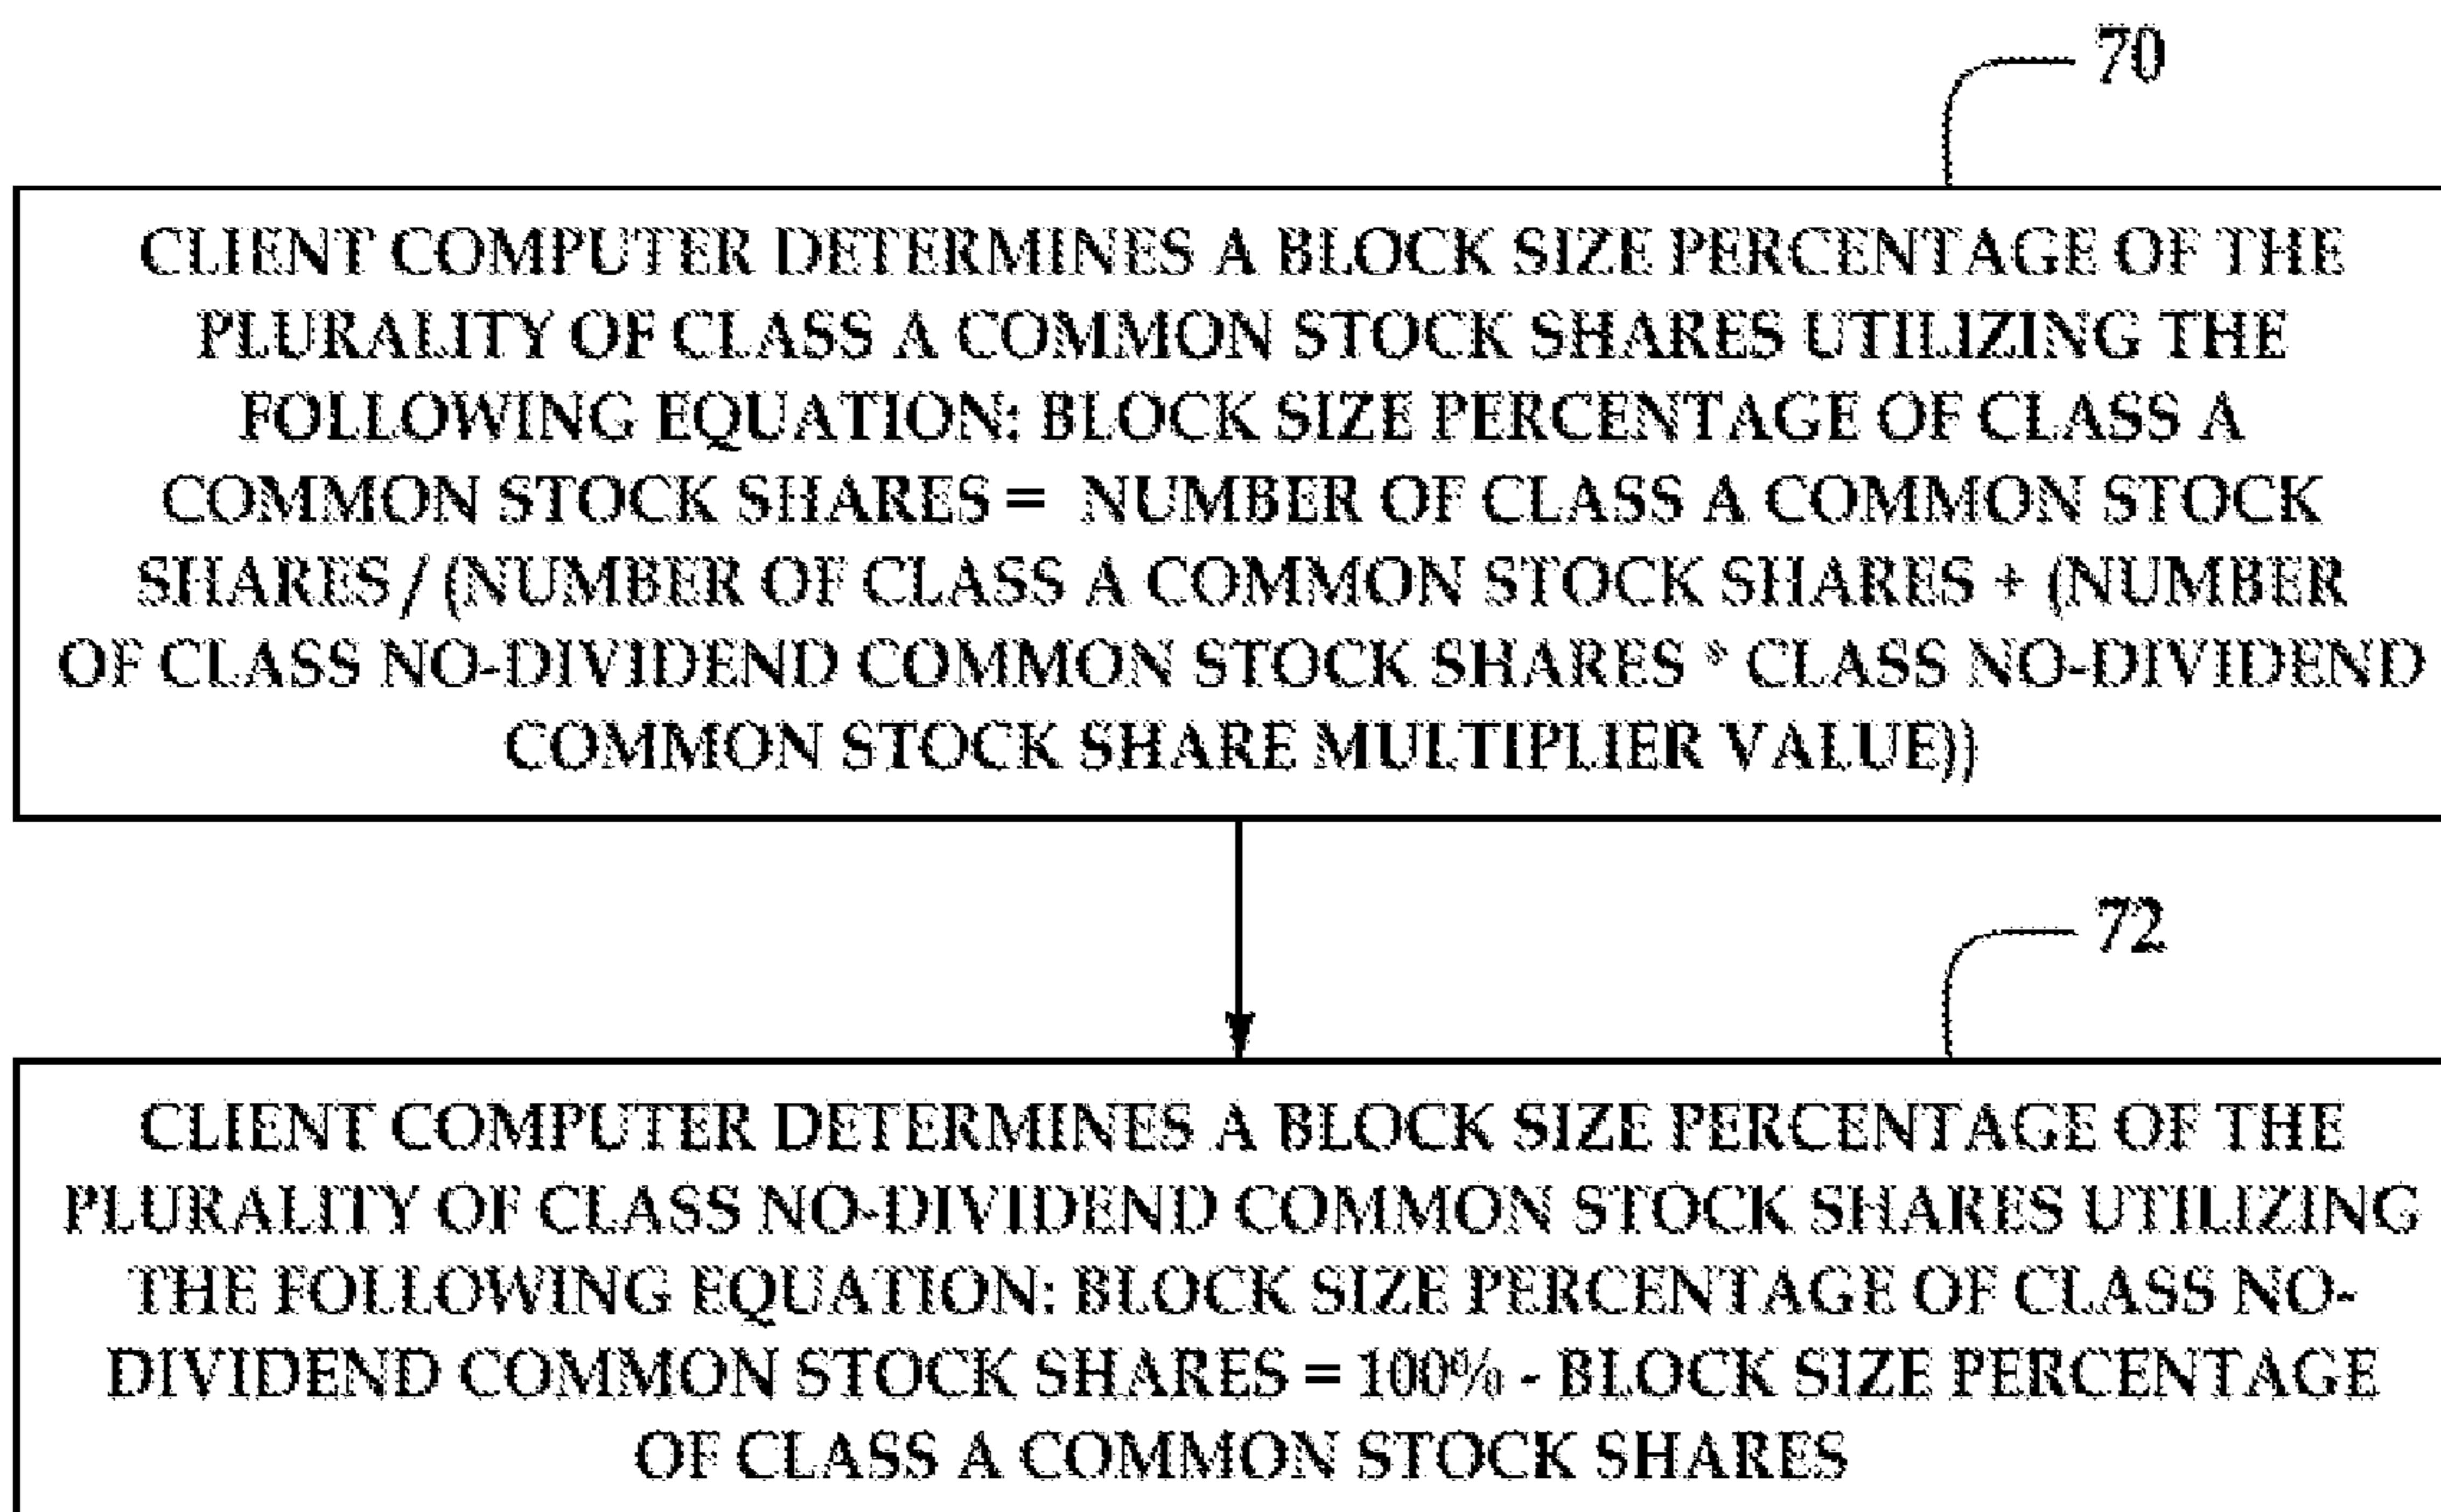 70
CLIENT COMPUTER DETERMINES A BLOCK SIZE PERCENTAGE OF THE
PLURALITY OF CLASS A COMMON STOCK SHARES UTILIZING THE
FOLLOWING EQUATION: BLOCK SIZE PERCENTAGE OF CLASS A
COMMON STOCK SHARES = NUMBER OF CLASS A COMMON STOCK
SHARES / (NUMBER OF CLASS A COMMON STOCK SHARES + (NUMBER
OF CLASS NO-DIVIDEND COMMON STOCK SHARES * CLASS NO-DIVIDEND
COMMON STOCK SHARE MULTIPLIER VALUE))
72
CLIENT COMPUTER DETERMINES A BLOCK SIZE PERCENTAGE OF THE
PLURALITY OF CLASS NO-DIVIDEND COMMON STOCK SHARES UTILIZING
THE FOLLOWING EQUATION: BLOCK SIZE PERCENTAGE OF CLASS NO-
DIVIDEND COMMON STOCK SHARES = 100% - BLOCK SIZE PERCENTAGE
OF CLASS A COMMON STOCK SHARES